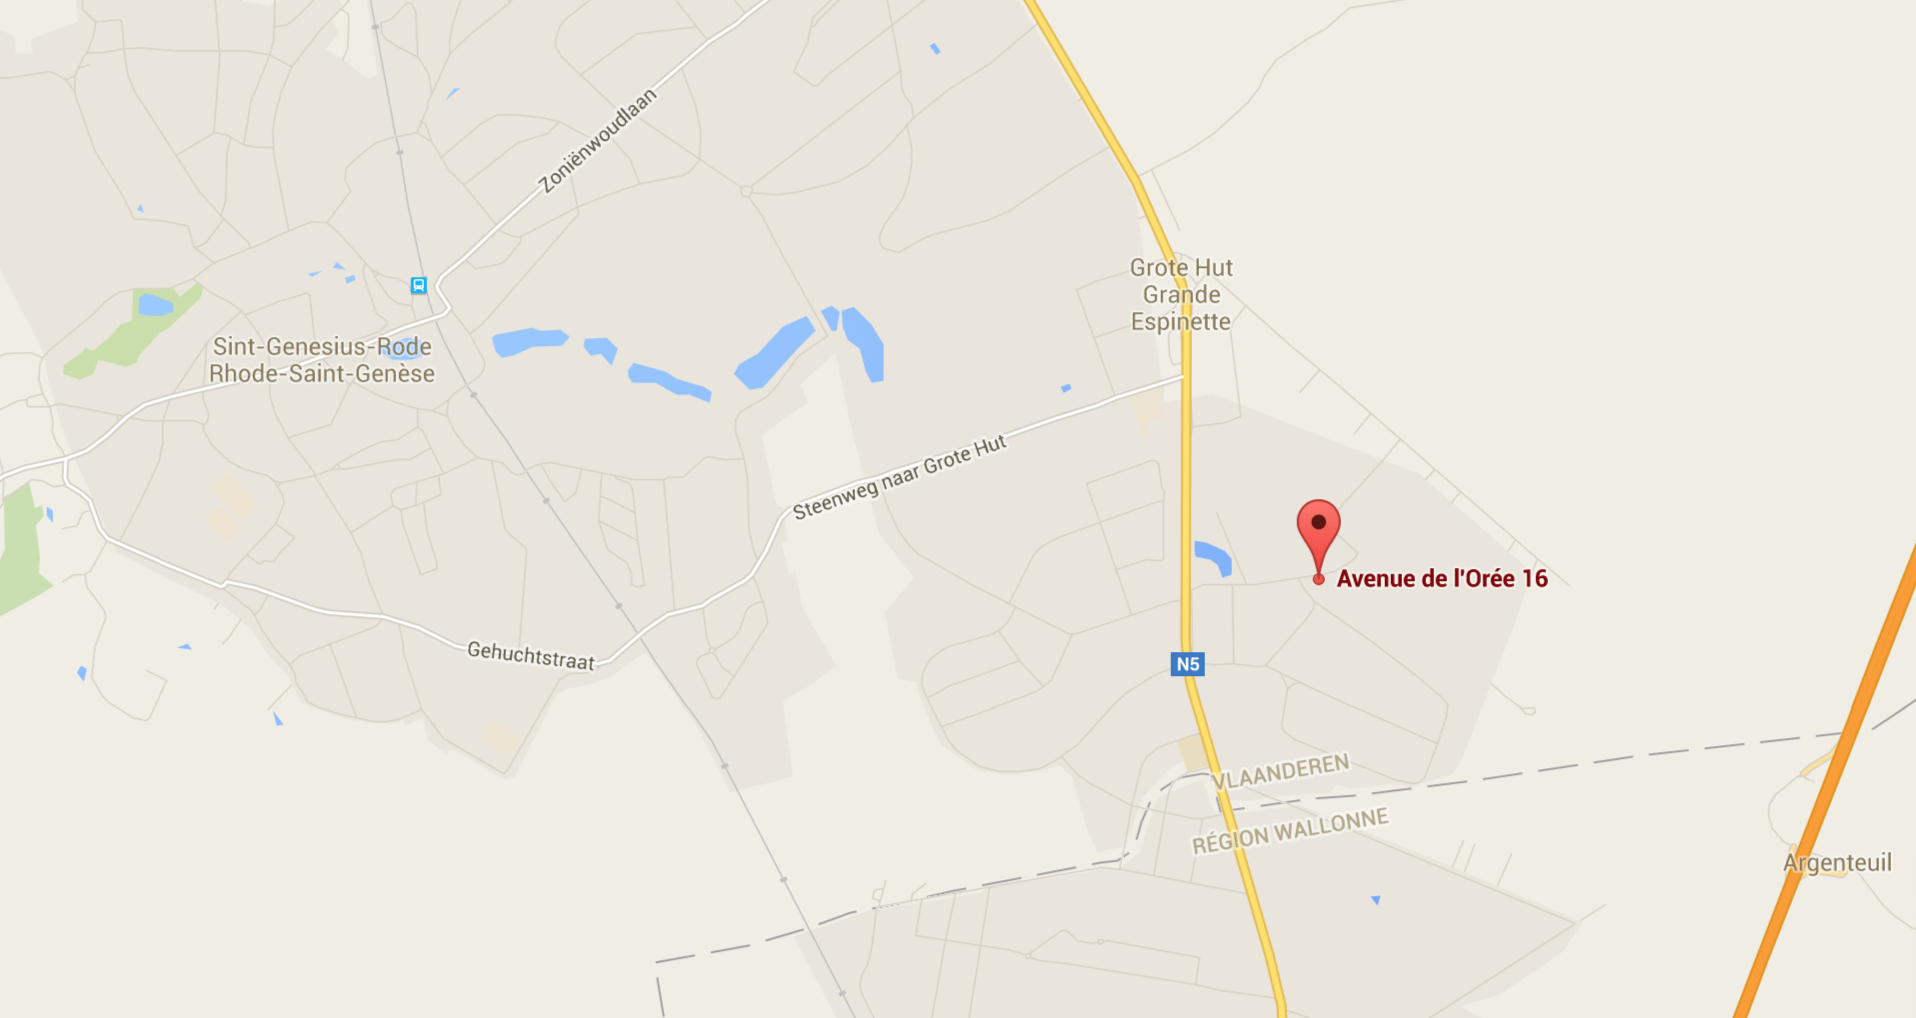 Zoniënwoudlaan
Grote Hut
Grande
Espinette
Sint-Genesius-Rode
Rhode-Saint-Genèse
Steenweg naar Grote Hut
Avenue de l'Orée 16
Gehuchtstraat
N5
VLAANDEREN
RÉGION WALLONNE
Argenteuil